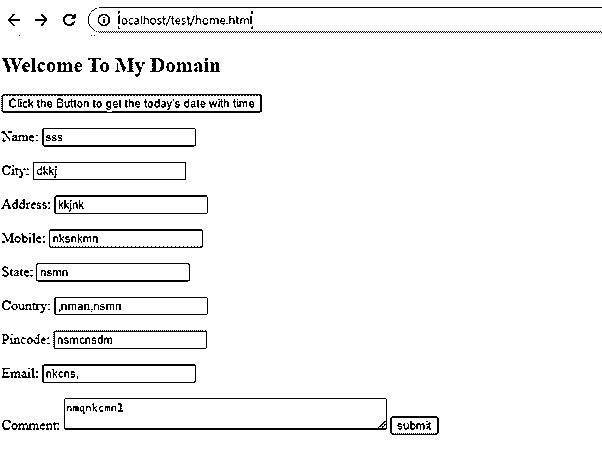 localhost/test/home.html
Welcome To My Domain
Click the Button to get the today's date with time
Name: sss
City: dkkj
Address: kkjnk
Mobile: nksnkmn
State: nsmn
Country: ,nman,nsmn
Pincode: nsmcnsdm
Email: nkcns,
Comment: submit